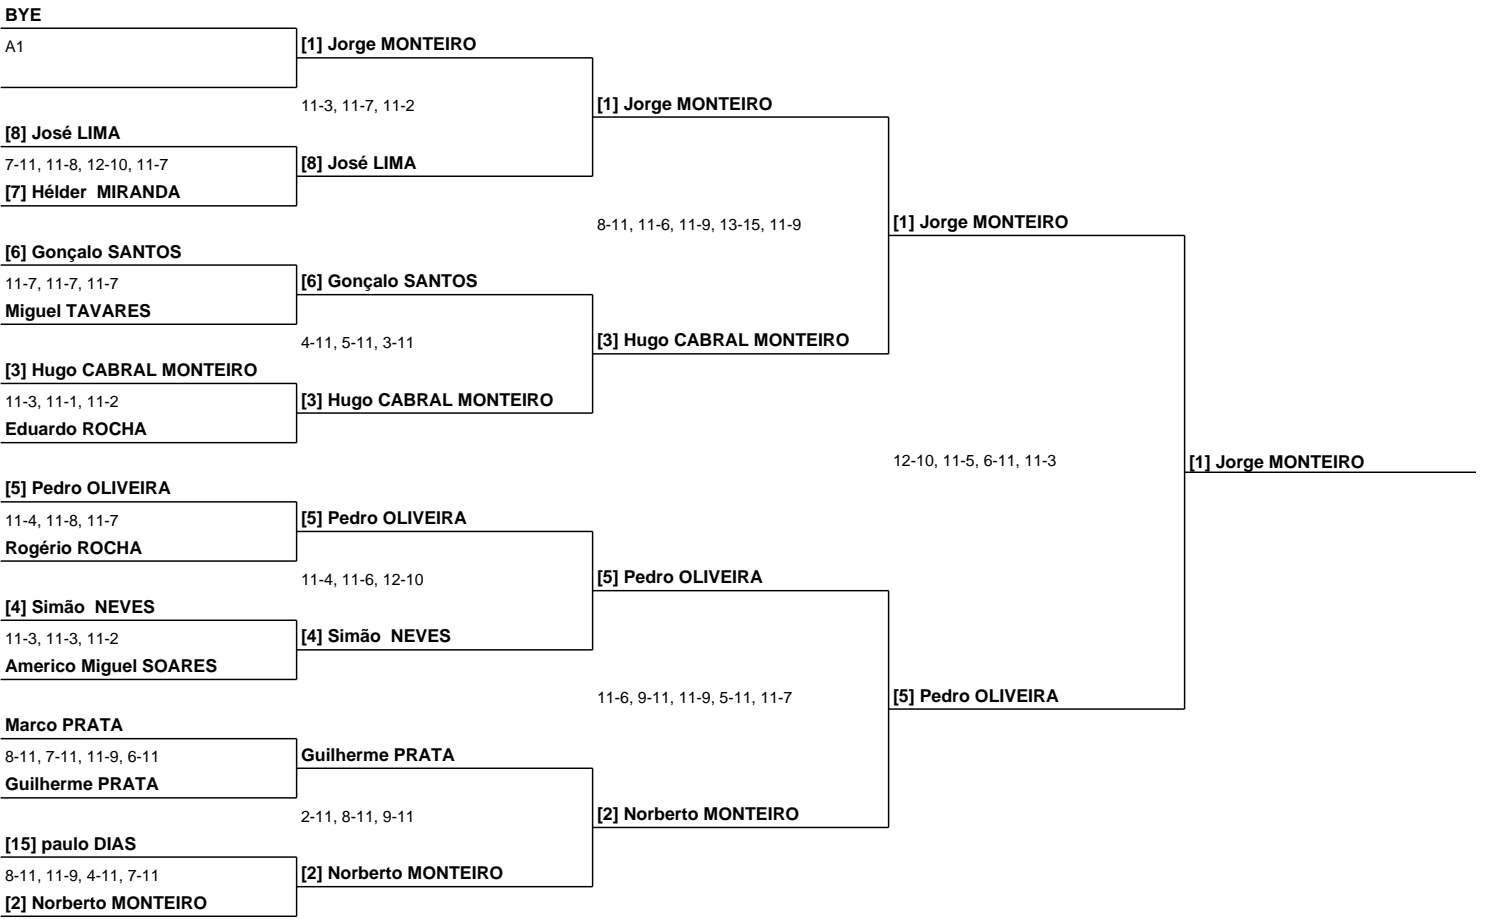 BYE
A1
[1] Jorge MONTEIRO
11-3, 11-7, 11-2
[1] Jorge MONTEIRO
[8] José LIMA
7-11, 11-8, 12-10, 11-7
[8] José LIMA
[7] Hélder  MIRANDA
8-11, 11-6, 11-9, 13-15, 11-9
[1] Jorge MONTEIRO
[6] Gonçalo SANTOS
11-7, 11-7, 11-7
[6] Gonçalo SANTOS
Miguel TAVARES
4-11, 5-11, 3-11
[3] Hugo CABRAL MONTEIRO
[3] Hugo CABRAL MONTEIRO
11-3, 11-1, 11-2
[3] Hugo CABRAL MONTEIRO
Eduardo ROCHA
12-10, 11-5, 6-11, 11-3
[1] Jorge MONTEIRO
[5] Pedro OLIVEIRA
11-4, 11-8, 11-7
[5] Pedro OLIVEIRA
Rogério ROCHA
11-4, 11-6, 12-10
[5] Pedro OLIVEIRA
[4] Simão  NEVES
11-3, 11-3, 11-2
[4] Simão  NEVES
Americo Miguel SOARES
11-6, 9-11, 11-9, 5-11, 11-7
[5] Pedro OLIVEIRA
Marco PRATA
8-11, 7-11, 11-9, 6-11
Guilherme PRATA
Guilherme PRATA
2-11, 8-11, 9-11
[2] Norberto MONTEIRO
[15] paulo DIAS
8-11, 11-9, 4-11, 7-11
[2] Norberto MONTEIRO
[2] Norberto MONTEIRO